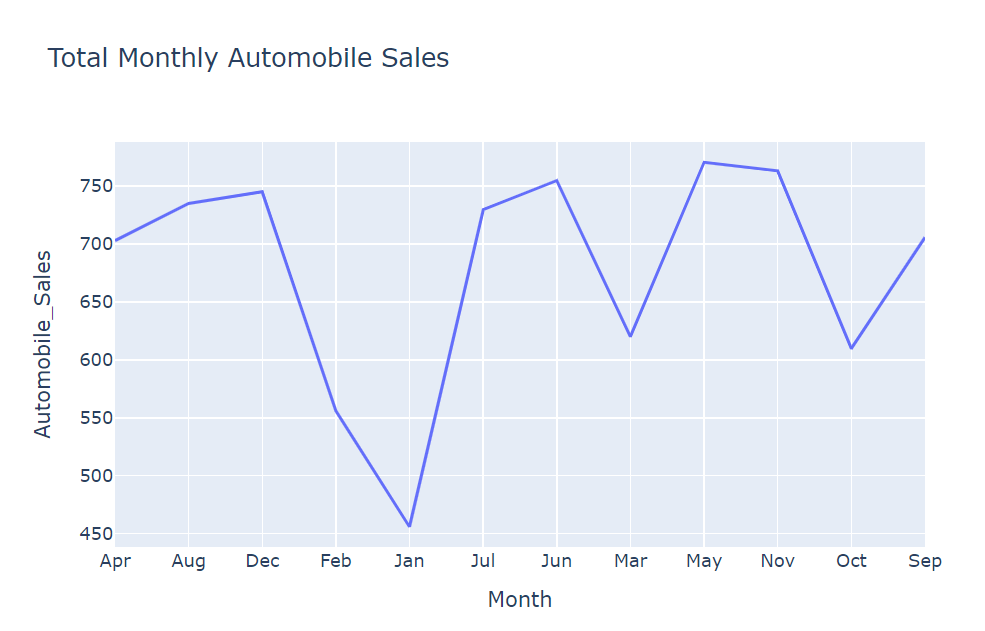 Total Monthly Automobile Sales
Automobile_Sales
750
700
650
600
550
500
450
Apr Aug Dec Feb Jan Jul Jun Mar May Nov Oct Sep
Month